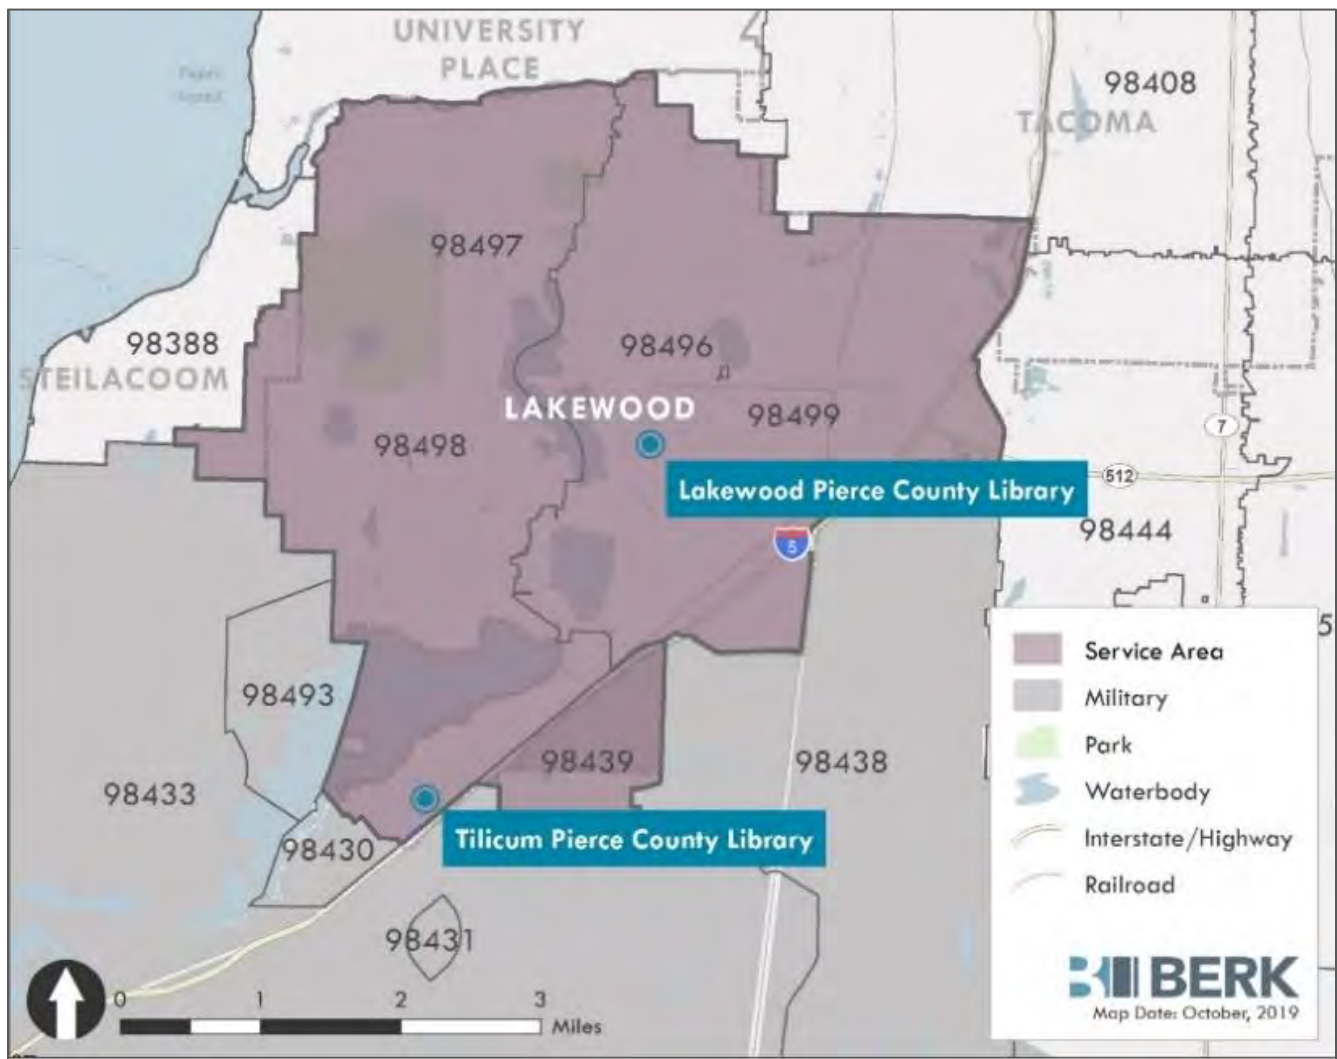 UNIVERSITY
PLACE
4
98408
TACOMA
98497
98388
STEILACOOM
98496
LAKEWOOD
98499
98498
7
Lakewood Pierce County Library
512
98444
5
Service Area
98493
Military
98439
98438
Park
98433
Waterbody
Tilicum Pierce County Library
Interstate/Highway
98430
Railroad
98431
BERK
Map Date: October, 2019
0 1 2 3
Miles
5